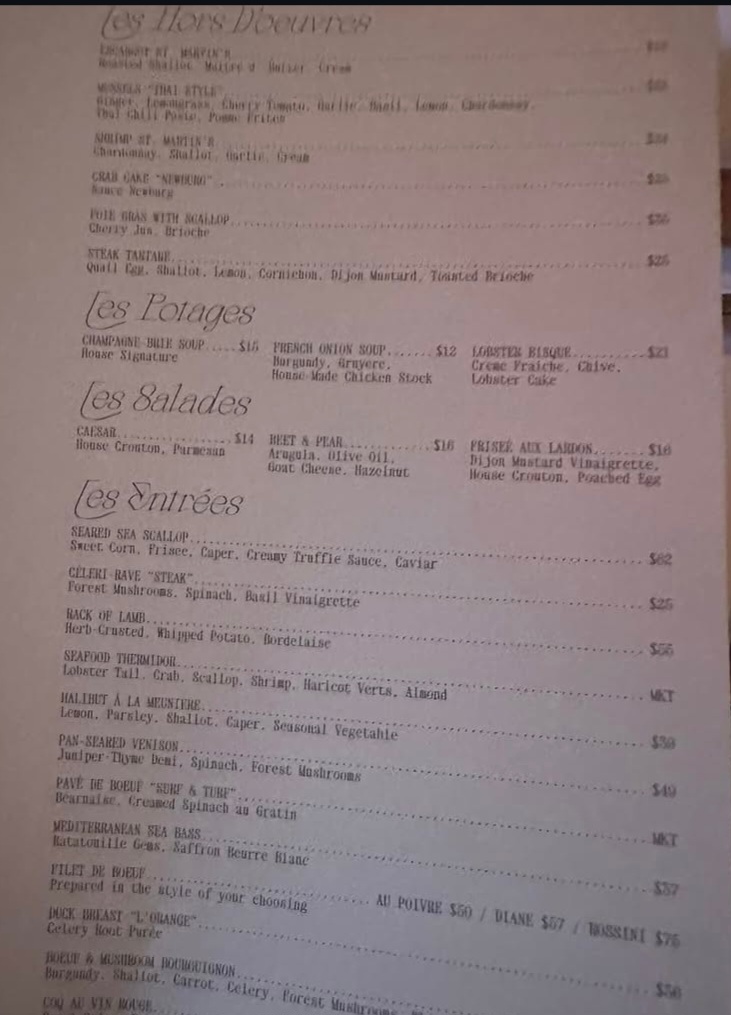 Les Hors D'oeuvres
ESCARGOT ST. MARTIN'S
Roasted Shallot, Maitre d' Butter, Cream
MUSSELS "THAI STYLE"
Ginger, Lemongrass, Cherry Tomato, Garlic, Basil, Lemon, Chardonnay,
Thai Chili Paste, Pomme Frites
SHRIMP ST. MARTIN'S
Chardonnay, Shallot, Garlic, Cream
CRAB CAKE "NEWBURG"
Sauce Newburg
FOIE GRAS WITH SCALLOP
Cherry Jus, Brioche
STEAK TARTARE
Quail Egg, Shallot, Lemon, Cornichon, Dijon Mustard, Toasted Brioche
Les Potages
CHAMPAGNE BRIE SOUP.....$15
House Signature
FRENCH ONION SOUP.......$12
Burgundy, Gruyere,
House-Made Chicken Stock
LOBSTER BISQUE..........$21
Creme Fraiche, Chive,
Lobster Cake
Les Salades
CAESAR.................$14
House Crouton, Parmesan
BEET & PEAR.............$16
Arugula, Olive Oil,
Goat Cheese, Hazelnut
FRISEE AUX LARDON.......$16
Dijon Mustard Vinaigrette,
House Crouton, Poached Egg
Les Entrées
SEARED SEA SCALLOP $62
Sweet Corn, Frisee, Caper, Creamy Truffle Sauce, Caviar
CELERI-RAVE "STEAK" $25
Forest Mushrooms, Spinach, Basil Vinaigrette
RACK OF LAMB
Herb-Crusted, Whipped Potato, Bordelaise
SEAFOOD THERMIDOR MKT
Lobster Tail, Crab, Scallop, Shrimp, Haricot Verts, Almond
HALIBUT À LA MEUNIERE
Lemon, Parsley, Shallot, Caper, Seasonal Vegetable
PAN-SEARED VENISON $49
Juniper-Thyme Demi, Spinach, Forest Mushrooms
PAVÉ DE BOEUF "SURF & TURF" MKT
Bearnaise, Creamed Spinach au Gratin
MEDITERRANEAN SEA BASS $57
Ratatouille Gems, Saffron Beurre Blanc
FILET DE BOEUF AU POIVRE $50 / DIANE $57 / ROSSINI $75
Prepared in the style of your choosing
DUCK BREAST "L'ORANGE"
Celery Root Purée
BOEUF & MUSHROOM BOURGUIGNON
Burgundy, Shallot, Carrot, Celery, Forest Mushrooms,
COQ AU VIN ROUGE